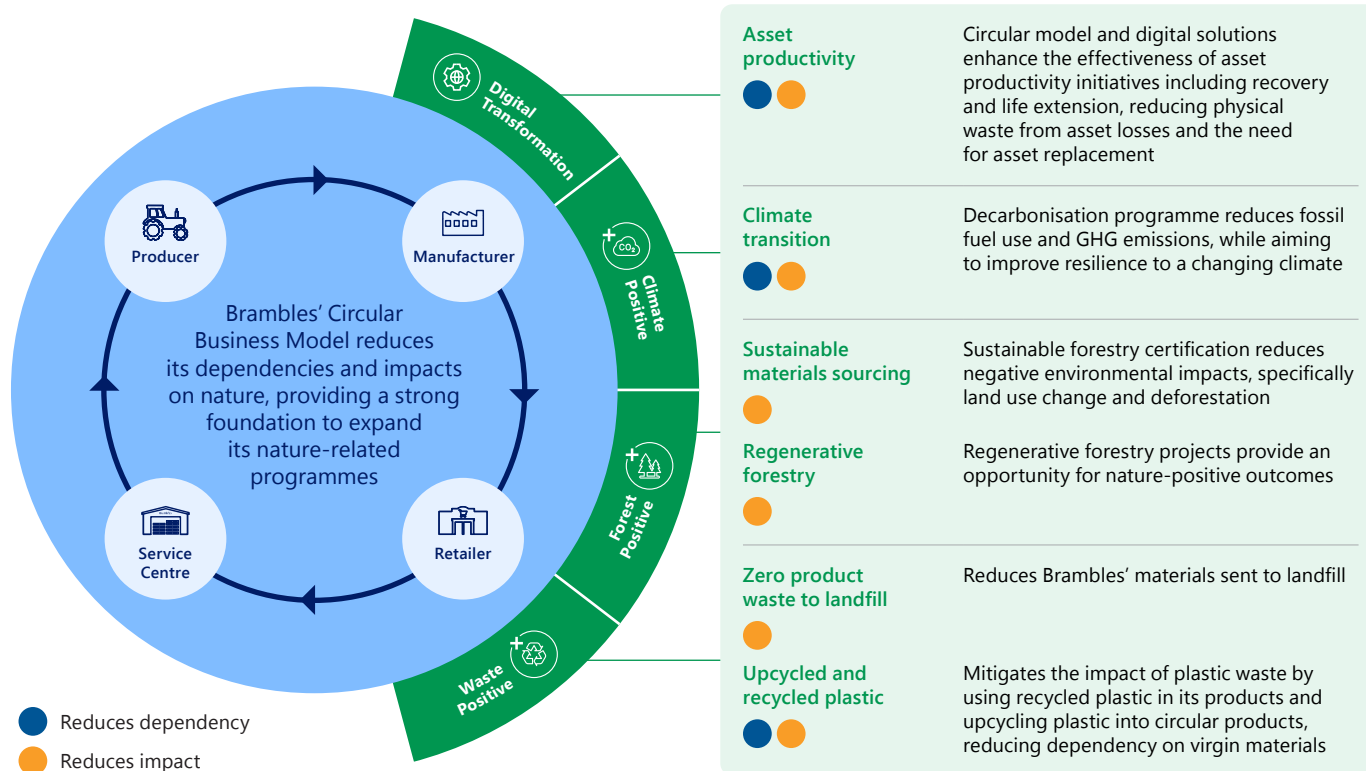 Digital
Transformation
CO₂
Climate
Positive
Forest
Positive
Waste
Positive
Producer
Manufacturer
Brambles' Circular
Business Model reduces
its dependencies and impacts
on nature, providing a strong
foundation to expand
its nature-related
programmes
Service
Centre
Retailer
Reduces dependency
Reduces impact
Asset
productivity
Circular model and digital solutions
enhance the effectiveness of asset
productivity initiatives including recovery
and life extension, reducing physical
waste from asset losses and the need
for asset replacement
Climate
transition
Decarbonisation programme reduces fossil
fuel use and GHG emissions, while aiming
to improve resilience to a changing climate
Sustainable
materials sourcing
Sustainable forestry certification reduces
negative environmental impacts, specifically
land use change and deforestation
Regenerative
forestry
Regenerative forestry projects provide an
opportunity for nature-positive outcomes
Zero product
waste to landfill
Reduces Brambles' materials sent to landfill
Upcycled and
recycled plastic
Mitigates the impact of plastic waste by
using recycled plastic in its products and
upcycling plastic into circular products,
reducing dependency on virgin materials